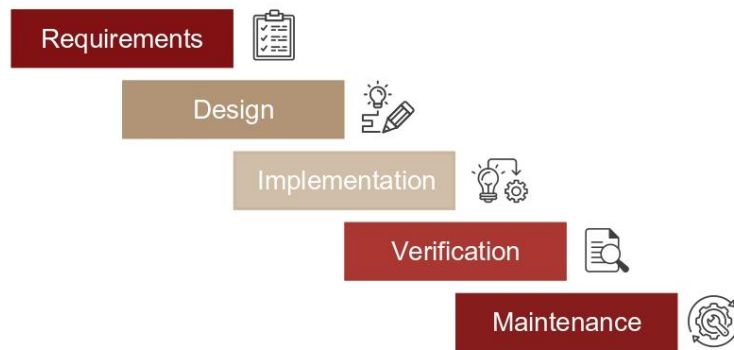 Requirements
Design
Implementation
Verification
Maintenance